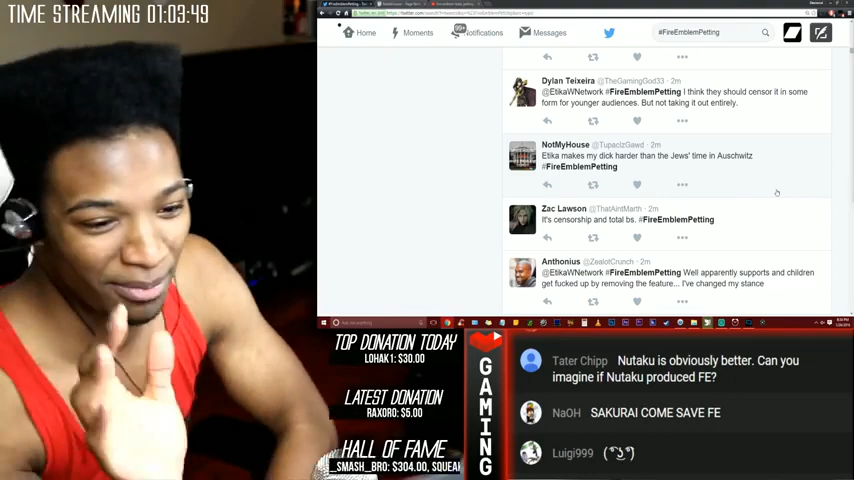 TIME STREAMING 01:03:49
Home
Moments
99+
Notifications
Messages
#FireEmblemPetting
Dylan Teixeira @TheGamingGod33 · 2m
@EtikaWNetwork #FireEmblemPetting I think they should censor it in some
form for younger audiences. But not taking it out entirely.
NotMyHouse @TupacIzGawd · 2m
Etika makes my dick harder than the Jews' time in Auschwitz
#FireEmblemPetting
Zac Lawson @ThatAintMarth · 2m
It's censorship and total bs. #FireEmblemPetting
Anthonius @ZealotCrunch · 2m
@EtikaWNetwork #FireEmblemPetting Well apparently supports and children
get fucked up by removing the feature... I've changed my stance
TOP DONATION TODAY
LOHAK1: $30.00
LATEST DONATION
RAXORO: $5.00
HALL OF FAME
_SMASH_BRO: $304.00, SQUEAK
GAMING
Tater Chipp Nutaku is obviously better. Can you
imagine if Nutaku produced FE?
NaOH SAKURAI COME SAVE FE
Luigi999 ( ͡° ͜ʖ ͡°)